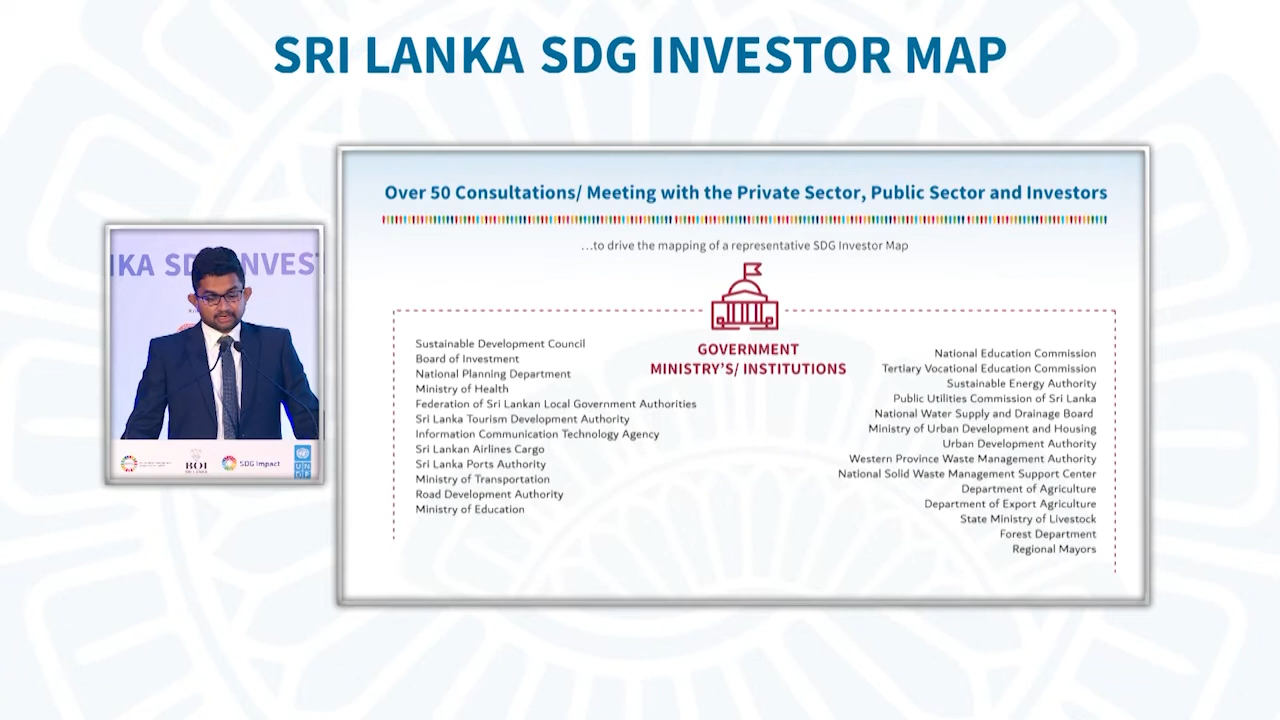 SRI LANKA SDG INVESTOR MAP
Over 50 Consultations/ Meeting with the Private Sector, Public Sector and Investors
...to drive the mapping of a representative SDG Investor Map
GOVERNMENT
MINISTRY'S/ INSTITUTIONS
Sustainable Development Council
Board of Investment
National Planning Department
Ministry of Health
Federation of Sri Lankan Local Government Authorities
Sri Lanka Tourism Development Authority
Information Communication Technology Agency
Sri Lankan Airlines Cargo
Sri Lanka Ports Authority
Ministry of Transportation
Road Development Authority
Ministry of Education
National Education Commission
Tertiary Vocational Education Commission
Sustainable Energy Authority
Public Utilities Commission of Sri Lanka
National Water Supply and Drainage Board
Ministry of Urban Development and Housing
Urban Development Authority
Western Province Waste Management Authority
National Solid Waste Management Support Center
Department of Agriculture
Department of Export Agriculture
State Ministry of Livestock
Forest Department
Regional Mayors
NKA SD NVEST
BOI
SDG Impact
UN
DP